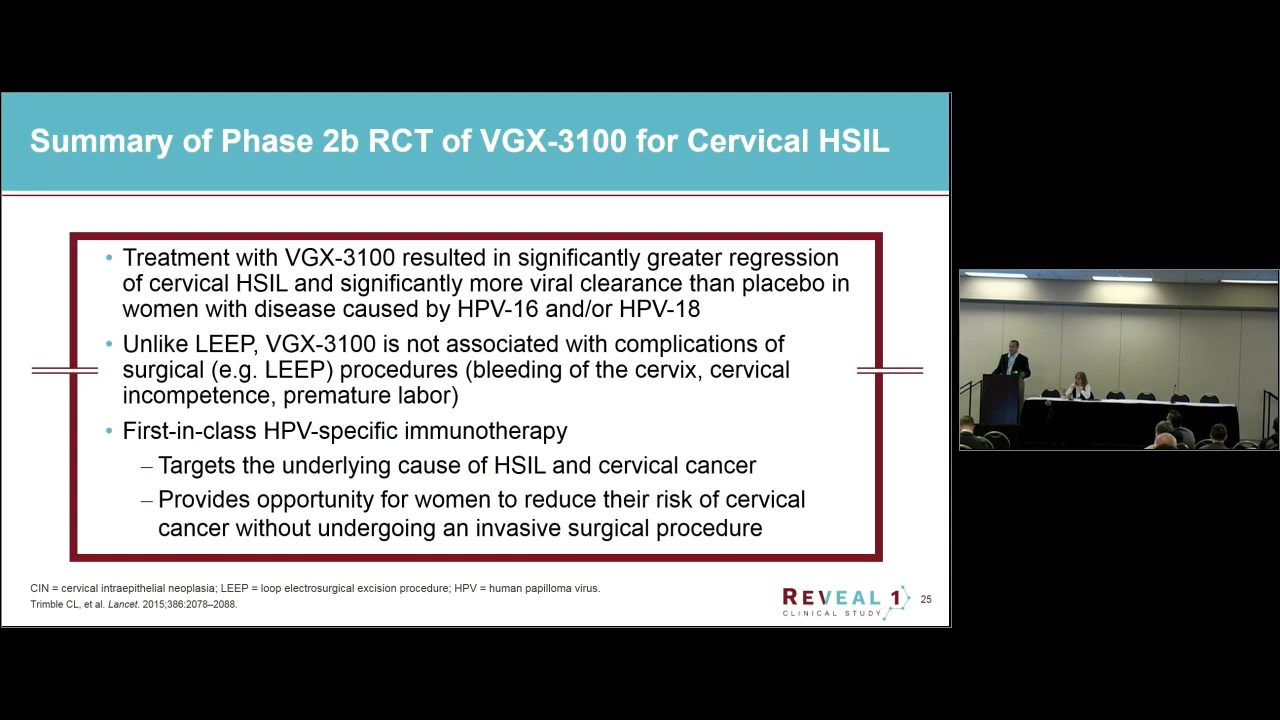 Summary of Phase 2b RCT of VGX-3100 for Cervical HSIL
• Treatment with VGX-3100 resulted in significantly greater regression
of cervical HSIL and significantly more viral clearance than placebo in
women with disease caused by HPV-16 and/or HPV-18
• Unlike LEEP, VGX-3100 is not associated with complications of
surgical (e.g. LEEP) procedures (bleeding of the cervix, cervical
incompetence, premature labor)
• First-in-class HPV-specific immunotherapy
– Targets the underlying cause of HSIL and cervical cancer
– Provides opportunity for women to reduce their risk of cervical
cancer without undergoing an invasive surgical procedure
CIN = cervical intraepithelial neoplasia; LEEP = loop electrosurgical excision procedure; HPV = human papilloma virus.
Trimble CL, et al. Lancet. 2015;386:2078–2088.
REVEAL 1
CLINICAL STUDY
25